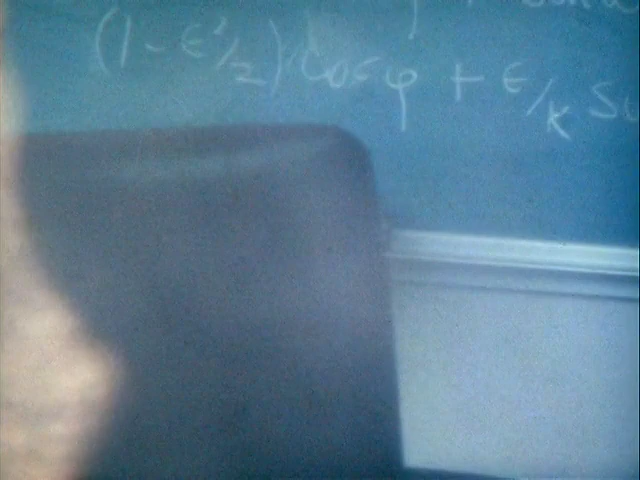 (1 - ε²/2) cos φ + ε/k